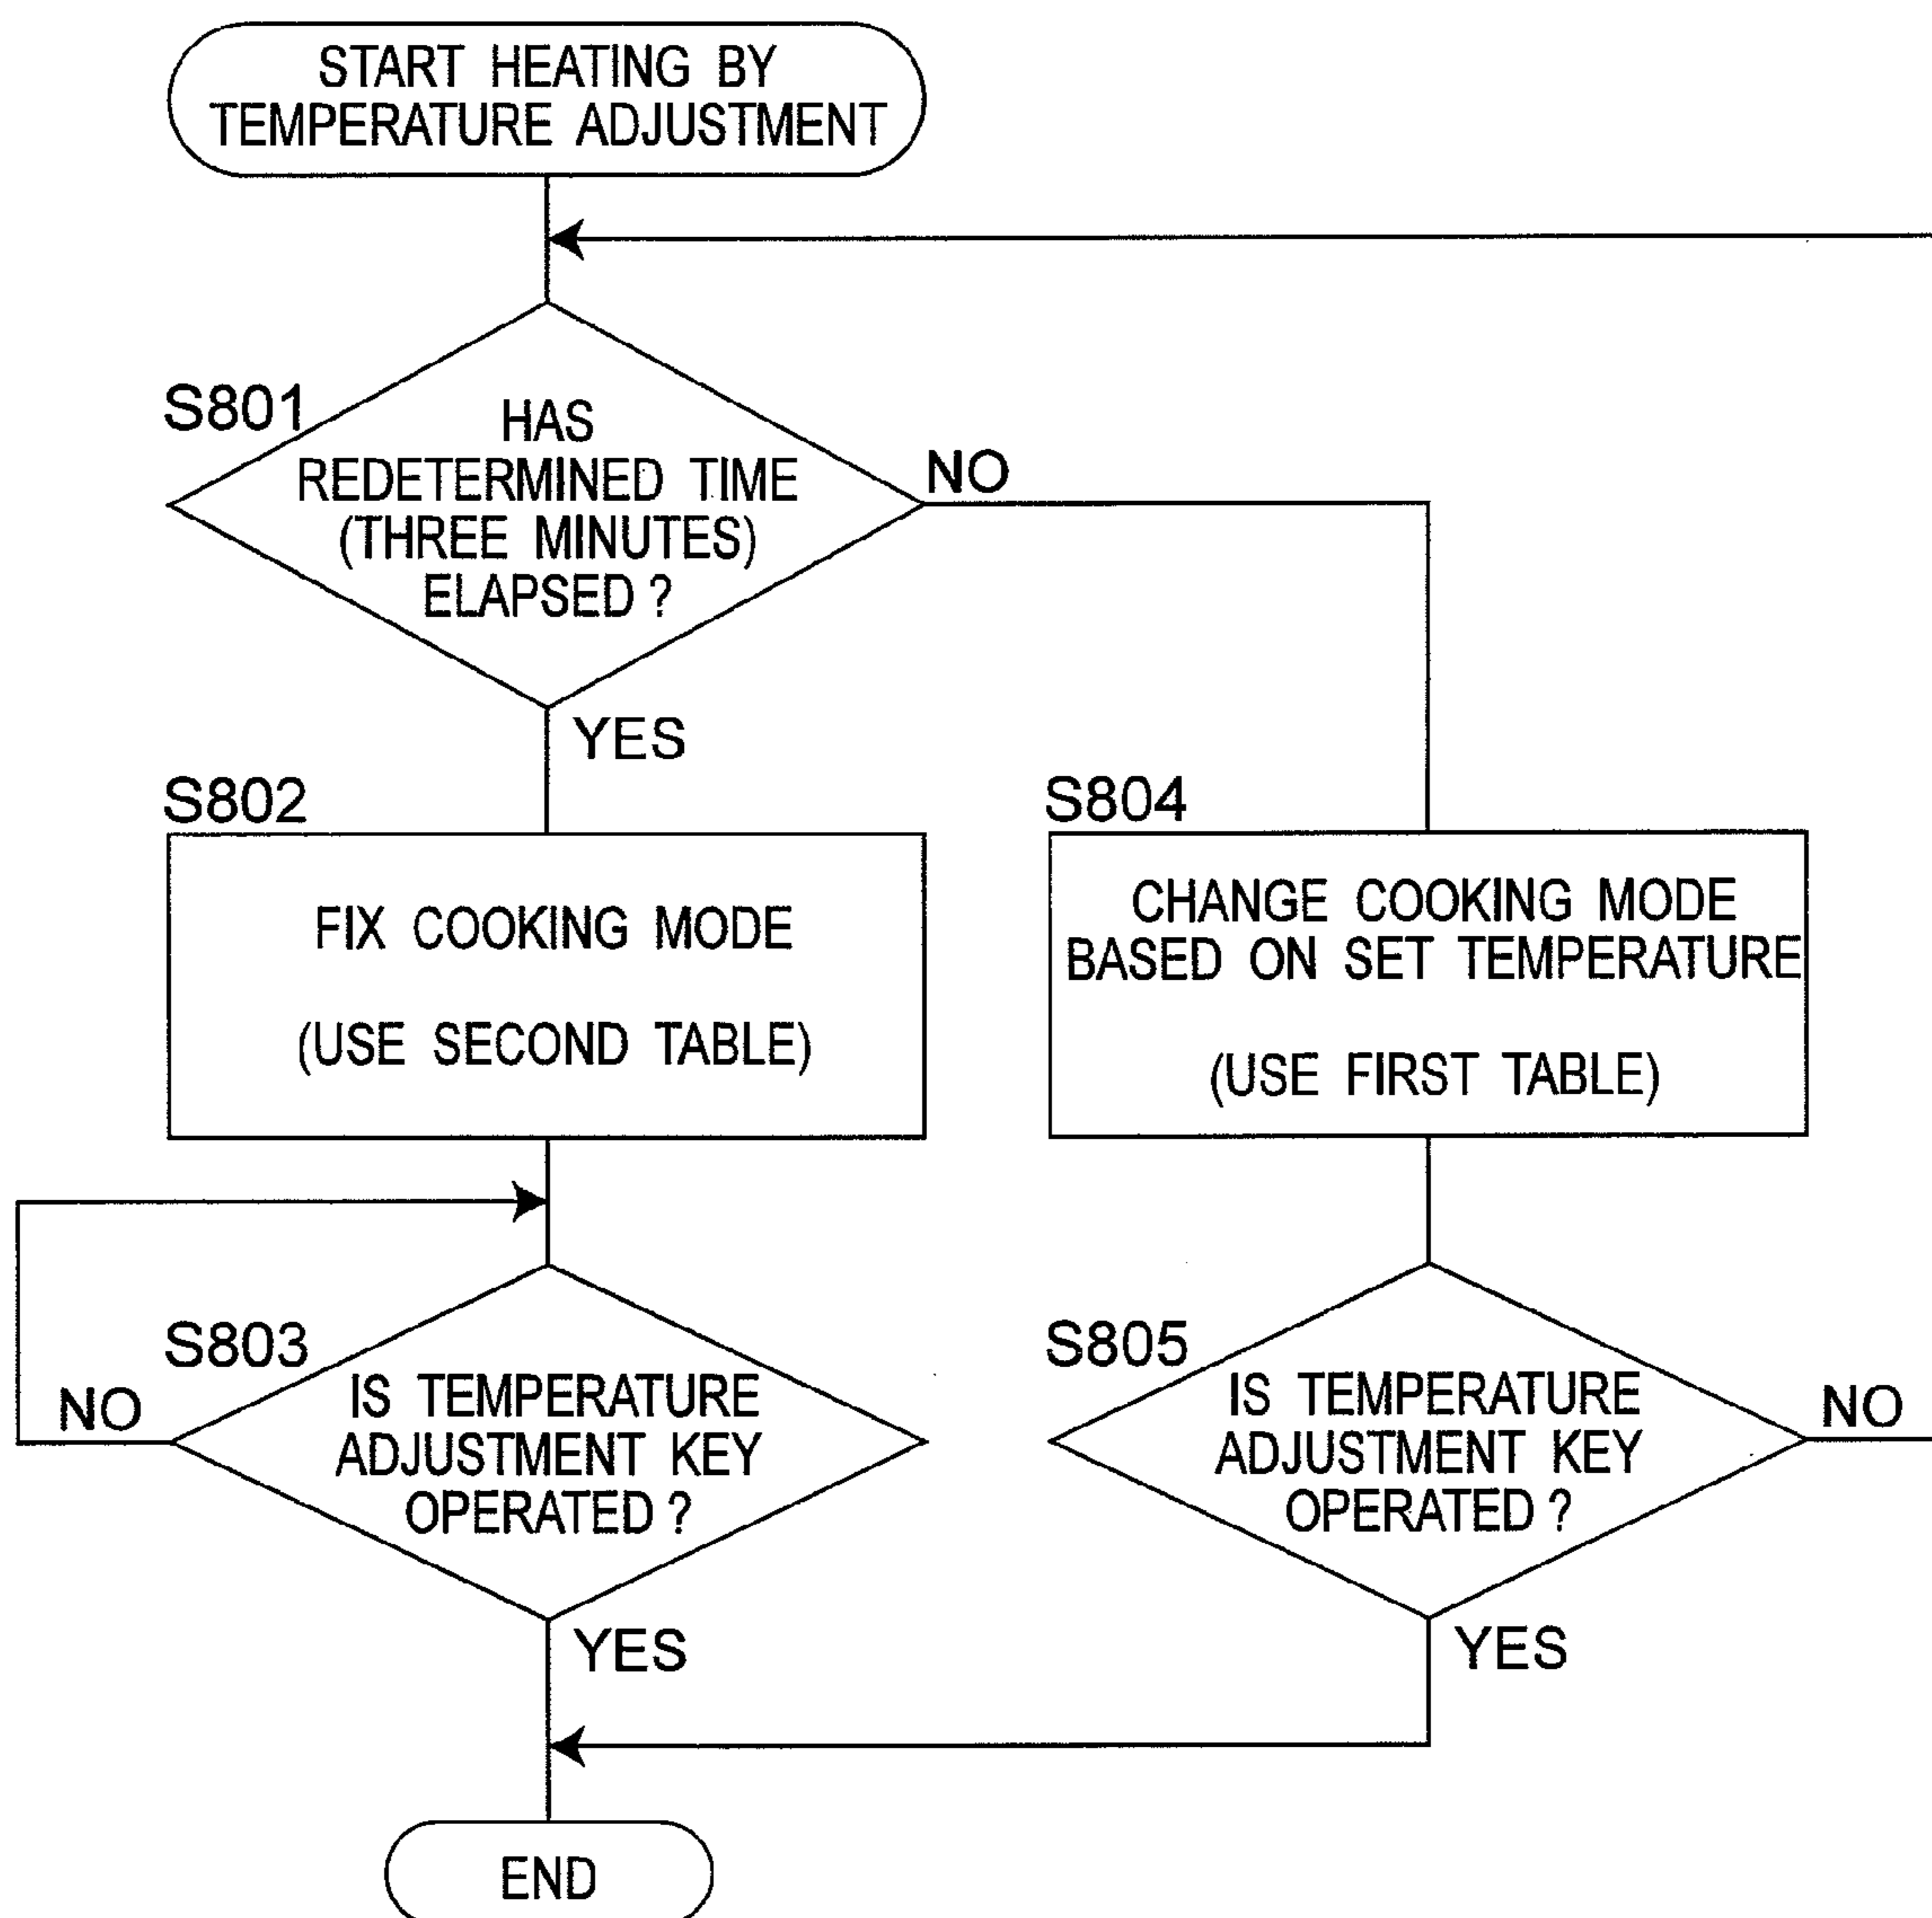 START HEATING BY
TEMPERATURE ADJUSTMENT
S801
HAS
REDETERMINED TIME
(THREE MINUTES)
ELAPSED ?
NO
YES
S802
FIX COOKING MODE
(USE SECOND TABLE)
S804
CHANGE COOKING MODE
BASED ON SET TEMPERATURE
(USE FIRST TABLE)
S803
NO
IS TEMPERATURE
ADJUSTMENT KEY
OPERATED ?
YES
S805
IS TEMPERATURE
ADJUSTMENT KEY
OPERATED ?
NO
YES
END